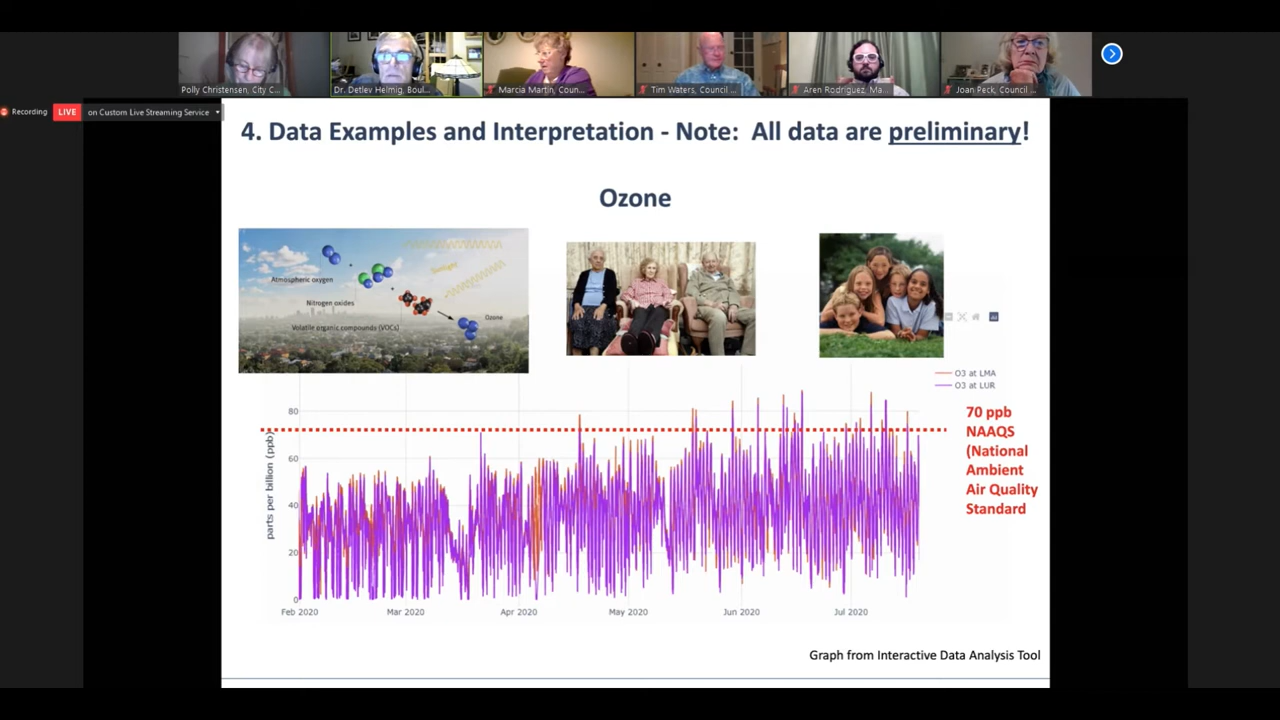 Polly Christensen, City C...
Dr. Detlev Helmig, Boul...
Marcia Martin, Coun...
Tim Waters, Council ...
Aren Rodriguez, Ma...
Joan Peck, Council ...
Recording
LIVE
on Custom Live Streaming Service
4. Data Examples and Interpretation - Note: All data are preliminary!
Ozone
Atmospheric oxygen
Sunlight
Nitrogen oxides
Volatile organic compounds (VOCs)
Ozone
O3 at LMA
O3 at LUR
70 ppb
NAAQS
(National
Ambient
Air Quality
Standard
parts per billion (ppb)
80
60
40
20
0
Feb 2020
Mar 2020
Apr 2020
May 2020
Jun 2020
Jul 2020
Graph from Interactive Data Analysis Tool